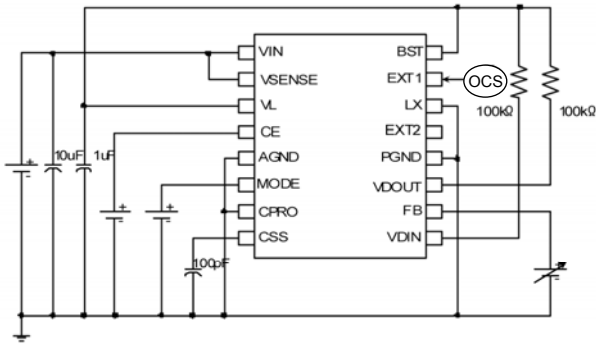 VIN
BST
VSENSE
EXT1
OCS
VL
LX
100kΩ
100kΩ
CE
EXT2
10uF
1uF
AGND
PGND
MODE
VDOUT
CPRO
FB
CSS
VDIN
100pF